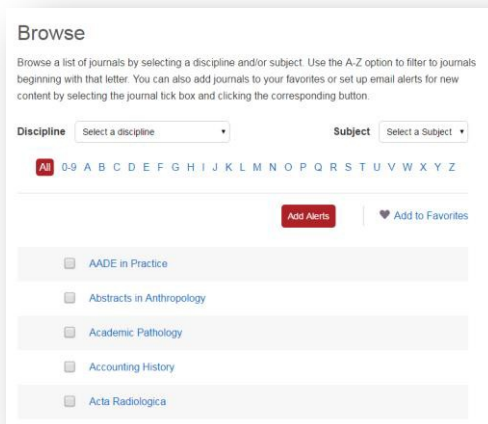 Browse
Browse a list of journals by selecting a discipline and/or subject. Use the A-Z option to filter to journals
beginning with that letter. You can also add journals to your favorites or set up email alerts for new
content by selecting the journal tick box and clicking the corresponding button.
Discipline Select a discipline Subject Select a Subject
All 0-9 A B C D E F G H I J K L M N O P Q R S T U V W X Y Z
Add Alerts Add to Favorites
AADE in Practice
Abstracts in Anthropology
Academic Pathology
Accounting History
Acta Radiologica